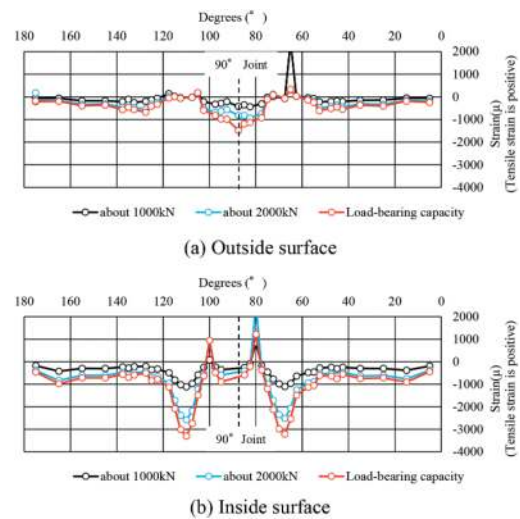 Degrees (°)
180 160 140 120 100 80 60 40 20 0
90° Joint
2000
1000
0
-1000
-2000
-3000
-4000
Strain(μ)
(Tensile strain is positive)
about 1000kN about 2000kN Load-bearing capacity
(a) Outside surface
Degrees (°)
180 160 140 120 100 80 60 40 20 0
2000
1000
0
-1000
-2000
-3000
-4000
Strain(μ)
(Tensile strain is positive)
90° Joint
about 1000kN about 2000kN Load-bearing capacity
(b) Inside surface